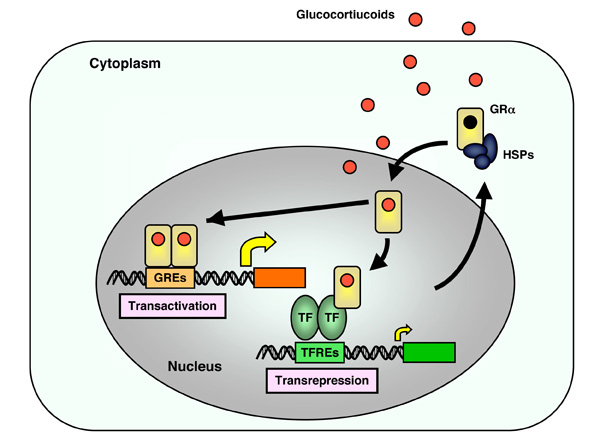 Glucocortiucoids
Cytoplasm
GRα
HSPs
GREs
Transactivation
TF TF
TFREs
Nucleus
Transrepression